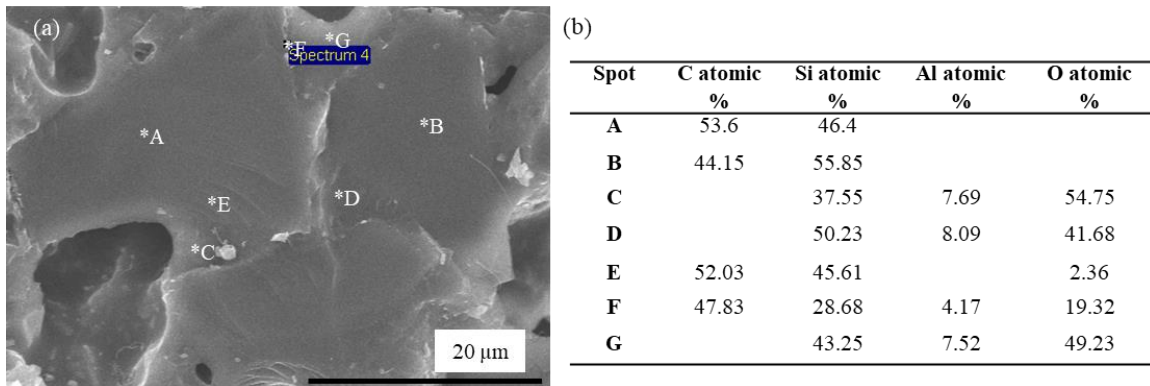 (a)
*F
*G
Spectrum 4
*A
*B
*E
*D
*C
20 μm
(b)
Spot C atomic Si atomic Al atomic O atomic
% % % %
A 53.6 46.4
B 44.15 55.85
C 37.55 7.69 54.75
D 50.23 8.09 41.68
E 52.03 45.61 2.36
F 47.83 28.68 4.17 19.32
G 43.25 7.52 49.23